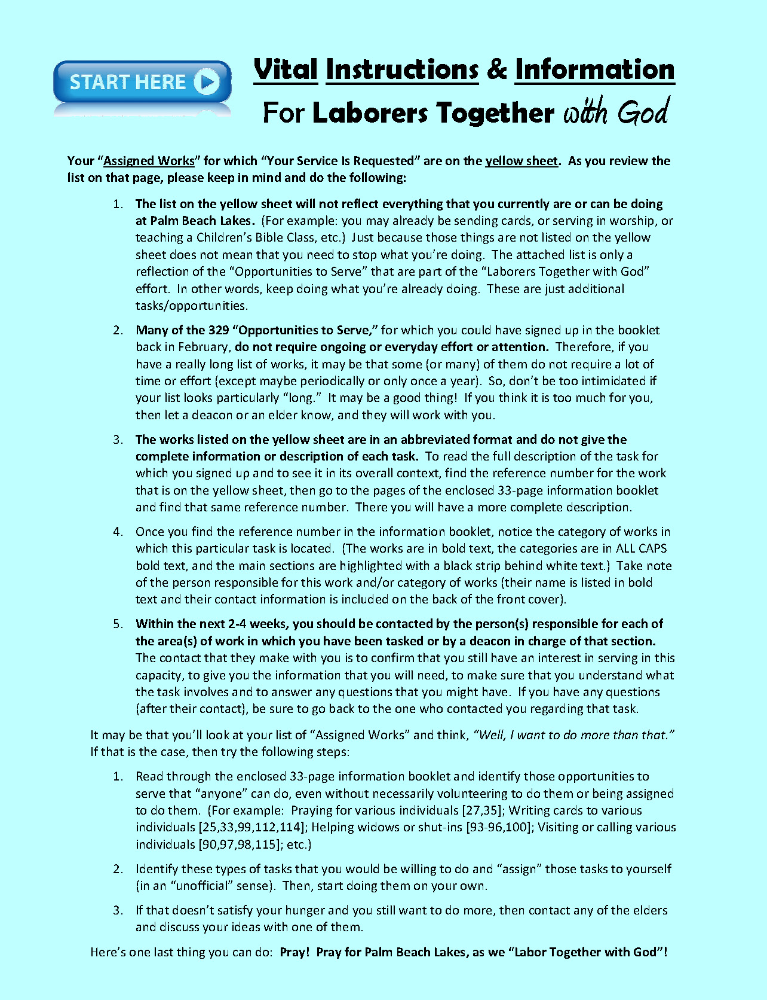 START HERE
Vital Instructions & Information
For Laborers Together with God
Your “Assigned Works” for which “Your Service Is Requested” are on the yellow sheet.  As you review the
list on that page, please keep in mind and do the following:
1. The list on the yellow sheet will not reflect everything that you currently are or can be doing
at Palm Beach Lakes.  (For example: you may already be sending cards, or serving in worship, or
teaching a Children’s Bible Class, etc.)  Just because those things are not listed on the yellow
sheet does not mean that you need to stop what you’re doing.  The attached list is only a
reflection of the “Opportunities to Serve” that are part of the “Laborers Together with God”
effort.  In other words, keep doing what you’re already doing.  These are just additional
tasks/opportunities.
2. Many of the 329 “Opportunities to Serve,” for which you could have signed up in the booklet
back in February, do not require ongoing or everyday effort or attention.  Therefore, if you
have a really long list of works, it may be that some (or many) of them do not require a lot of
time or effort (except maybe periodically or only once a year).  So, don’t be too intimidated if
your list looks particularly “long.”  It may be a good thing!  If you think it is too much for you,
then let a deacon or an elder know, and they will work with you.
3. The works listed on the yellow sheet are in an abbreviated format and do not give the
complete information or description of each task.  To read the full description of the task for
which you signed up and to see it in its overall context, find the reference number for the work
that is on the yellow sheet, then go to the pages of the enclosed 33-page information booklet
and find that same reference number.  There you will have a more complete description.
4. Once you find the reference number in the information booklet, notice the category of works in
which this particular task is located.  (The works are in bold text, the categories are in ALL CAPS
bold text, and the main sections are highlighted with a black strip behind white text.)  Take note
of the person responsible for this work and/or category of works (their name is listed in bold
text and their contact information is included on the back of the front cover).
5. Within the next 2-4 weeks, you should be contacted by the person(s) responsible for each of
the area(s) of work in which you have been tasked or by a deacon in charge of that section.
The contact that they make with you is to confirm that you still have an interest in serving in this
capacity, to give you the information that you will need, to make sure that you understand what
the task involves and to answer any questions that you might have.  If you have any questions
(after their contact), be sure to go back to the one who contacted you regarding that task.
It may be that you’ll look at your list of “Assigned Works” and think, “Well, I want to do more than that.”
If that is the case, then try the following steps:
1. Read through the enclosed 33-page information booklet and identify those opportunities to
serve that “anyone” can do, even without necessarily volunteering to do them or being assigned
to do them.  (For example:  Praying for various individuals [27,35]; Writing cards to various
individuals [25,33,99,112,114]; Helping widows or shut-ins [93-96,100]; Visiting or calling various
individuals [90,97,98,115]; etc.)
2. Identify these types of tasks that you would be willing to do and “assign” those tasks to yourself
(in an “unofficial” sense).  Then, start doing them on your own.
3. If that doesn’t satisfy your hunger and you still want to do more, then contact any of the elders
and discuss your ideas with one of them.
Here’s one last thing you can do:  Pray!  Pray for Palm Beach Lakes, as we “Labor Together with God”!